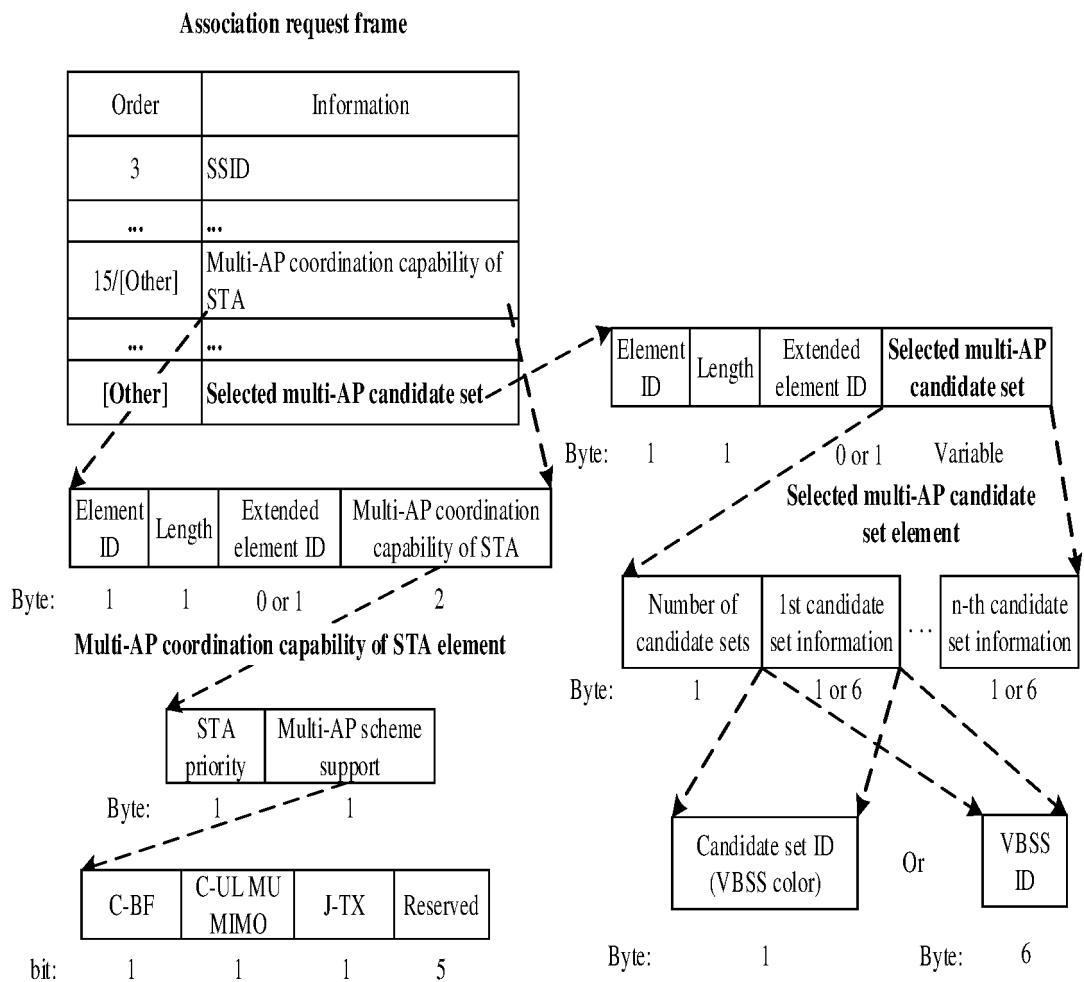 Association request frame
Order Information
3 SSID
... ...
15/[Other] Multi-AP coordination capability of
STA
... ...
[Other] Selected multi-AP candidate set
Element
ID
Length
Extended
element ID
Multi-AP coordination
capability of STA
Byte: 1 1 0 or 1 2
Multi-AP coordination capability of STA element
STA
priority
Multi-AP scheme
support
Byte: 1 1
C-BF
C-UL MU
MIMO
J-TX
Reserved
bit: 1 1 1 5
Element
ID
Length
Extended
element ID
Selected multi-AP
candidate set
Byte: 1 1 0 or 1 Variable
Selected multi-AP candidate
set element
Number of
candidate sets
1st candidate
set information
...
n-th candidate
set information
Byte: 1 1 or 6 1 or 6
Candidate set ID
(VBSS color)
Or
VBSS
ID
Byte: 1 Byte: 6